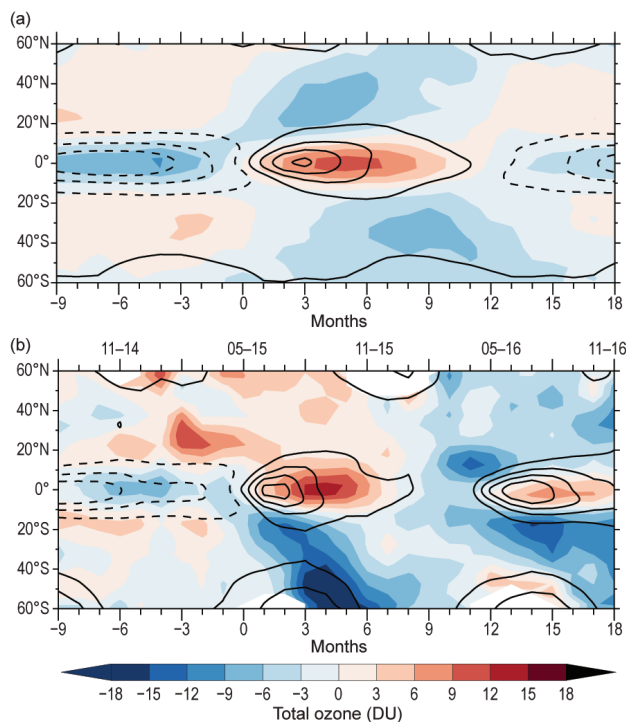 (a)
60°N
40°N
20°N
0°
20°S
40°S
60°S
−9 −6 −3 0 3 6 9 12 15 18
Months
(b)
11−14 05−15 11−15 05−16 11−16
60°N
40°N
20°N
0°
20°S
40°S
60°S
−9 −6 −3 0 3 6 9 12 15 18
Months
−18 −15 −12 −9 −6 −3 0 3 6 9 12 15 18
Total ozone (DU)